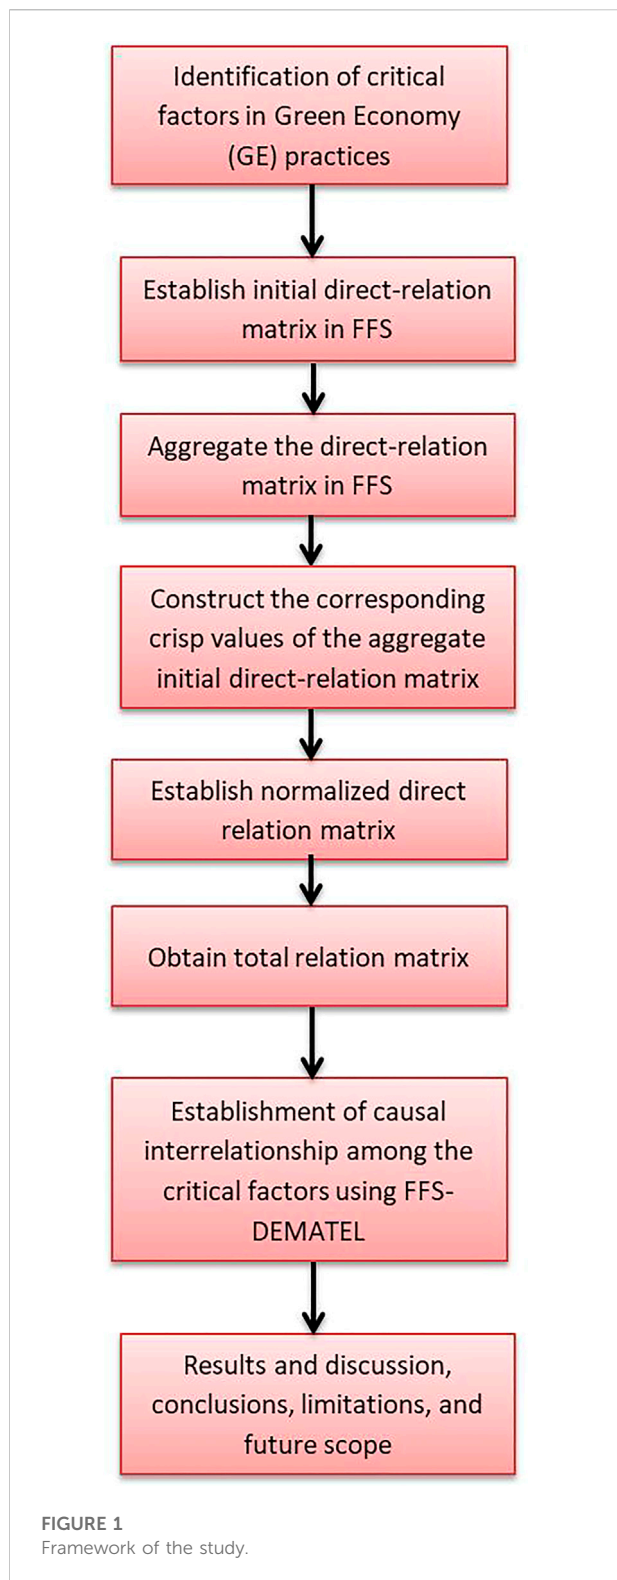 Identification of critical
factors in Green Economy
(GE) practices
Establish initial direct-relation
matrix in FFS
Aggregate the direct-relation
matrix in FFS
Construct the corresponding
crisp values of the aggregate
initial direct-relation matrix
Establish normalized direct
relation matrix
Obtain total relation matrix
Establishment of causal
interrelationship among the
critical factors using FFS-
DEMATEL
Results and discussion,
conclusions, limitations, and
future scope
FIGURE 1
Framework of the study.